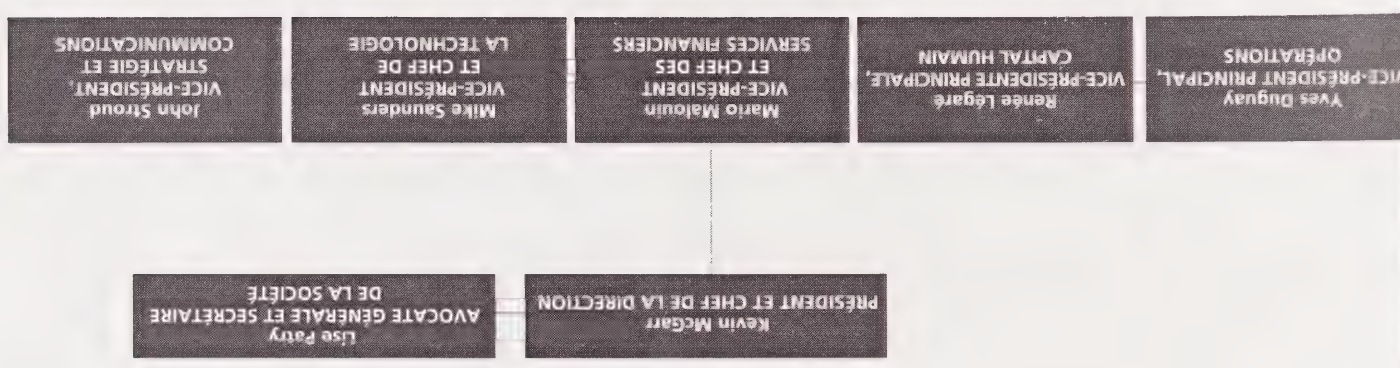 Kevin McGarr
PRÉSIDENT ET CHEF DE LA DIRECTION
Lise Patry
AVOCATE GÉNÉRALE ET SECRÉTAIRE
DE LA SOCIÉTÉ
Yves Duguay
VICE-PRÉSIDENT PRINCIPAL,
OPÉRATIONS
Renée Légaré
VICE-PRÉSIDENTE PRINCIPALE,
CAPITAL HUMAIN
Mario Malouin
VICE-PRÉSIDENT
ET CHEF DES
SERVICES FINANCIERS
Mike Saunders
VICE-PRÉSIDENT
ET CHEF DE
LA TECHNOLOGIE
John Stroud
VICE-PRÉSIDENT,
STRATÉGIE ET
COMMUNICATIONS